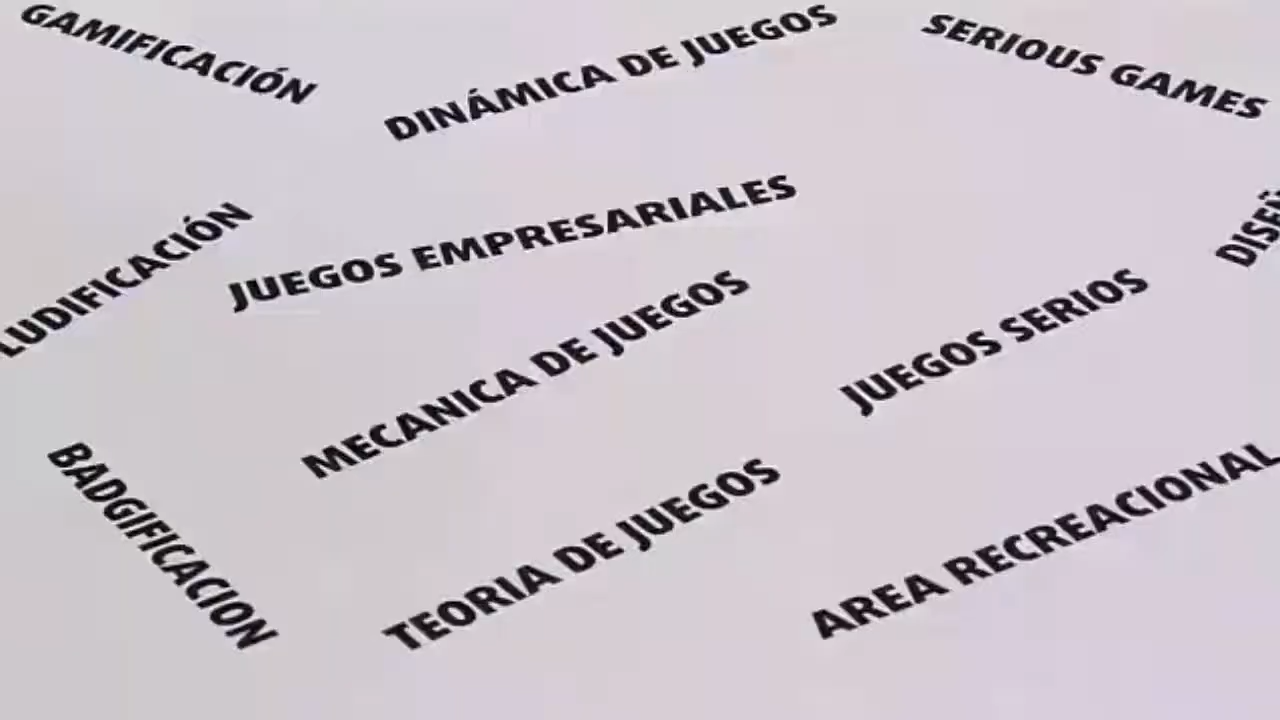 GAMIFICACIÓN
DINÁMICA DE JUEGOS
SERIOUS GAMES
LUDIFICACIÓN
JUEGOS EMPRESARIALES
MECANICA DE JUEGOS
JUEGOS SERIOS
BADGIFICACION
TEORIA DE JUEGOS
AREA RECREACIONAL